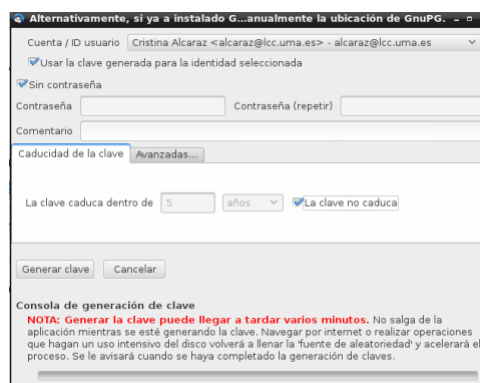 Alternativamente, si ya a instalado G...anualmente la ubicación de GnuPG.
Cuenta / ID usuario Cristina Alcaraz <alcaraz@lcc.uma.es> - alcaraz@lcc.uma.es
Usar la clave generada para la identidad seleccionada
Sin contraseña
Contraseña Contraseña (repetir)
Comentario
Caducidad de la clave Avanzadas...
La clave caduca dentro de 5 años La clave no caduca
Generar clave Cancelar
Consola de generación de clave
NOTA: Generar la clave puede llegar a tardar varios minutos. No salga de la
aplicación mientras se esté generando la clave. Navegar por internet o realizar operaciones
que hagan un uso intensivo del disco volverá a llenar la 'fuente de aleatoriedad' y acelerará el
proceso. Se le avisará cuando se haya completado la generación de claves.